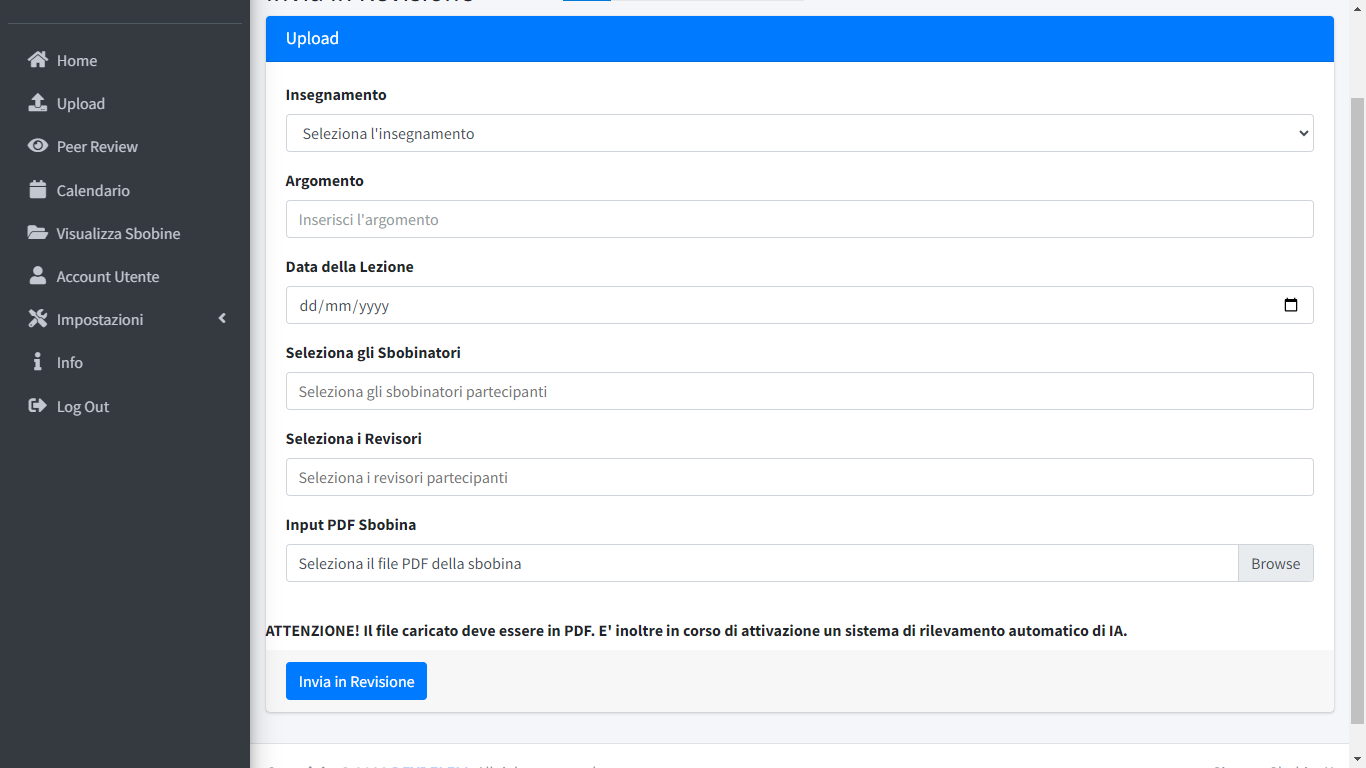 Home
Upload
Peer Review
Calendario
Visualizza Sbobine
Account Utente
Impostazioni
Info
Log Out
Invia in Revisione
Upload
Insegnamento
Seleziona l'insegnamento
Argomento
Inserisci l'argomento
Data della Lezione
dd/mm/yyyy
Seleziona gli Sbobinatori
Seleziona gli sbobinatori partecipanti
Seleziona i Revisori
Seleziona i revisori partecipanti
Input PDF Sbobina
Seleziona il file PDF della sbobina
Browse
ATTENZIONE! Il file caricato deve essere in PDF. E' inoltre in corso di attivazione un sistema di rilevamento automatico di IA.
Invia in Revisione